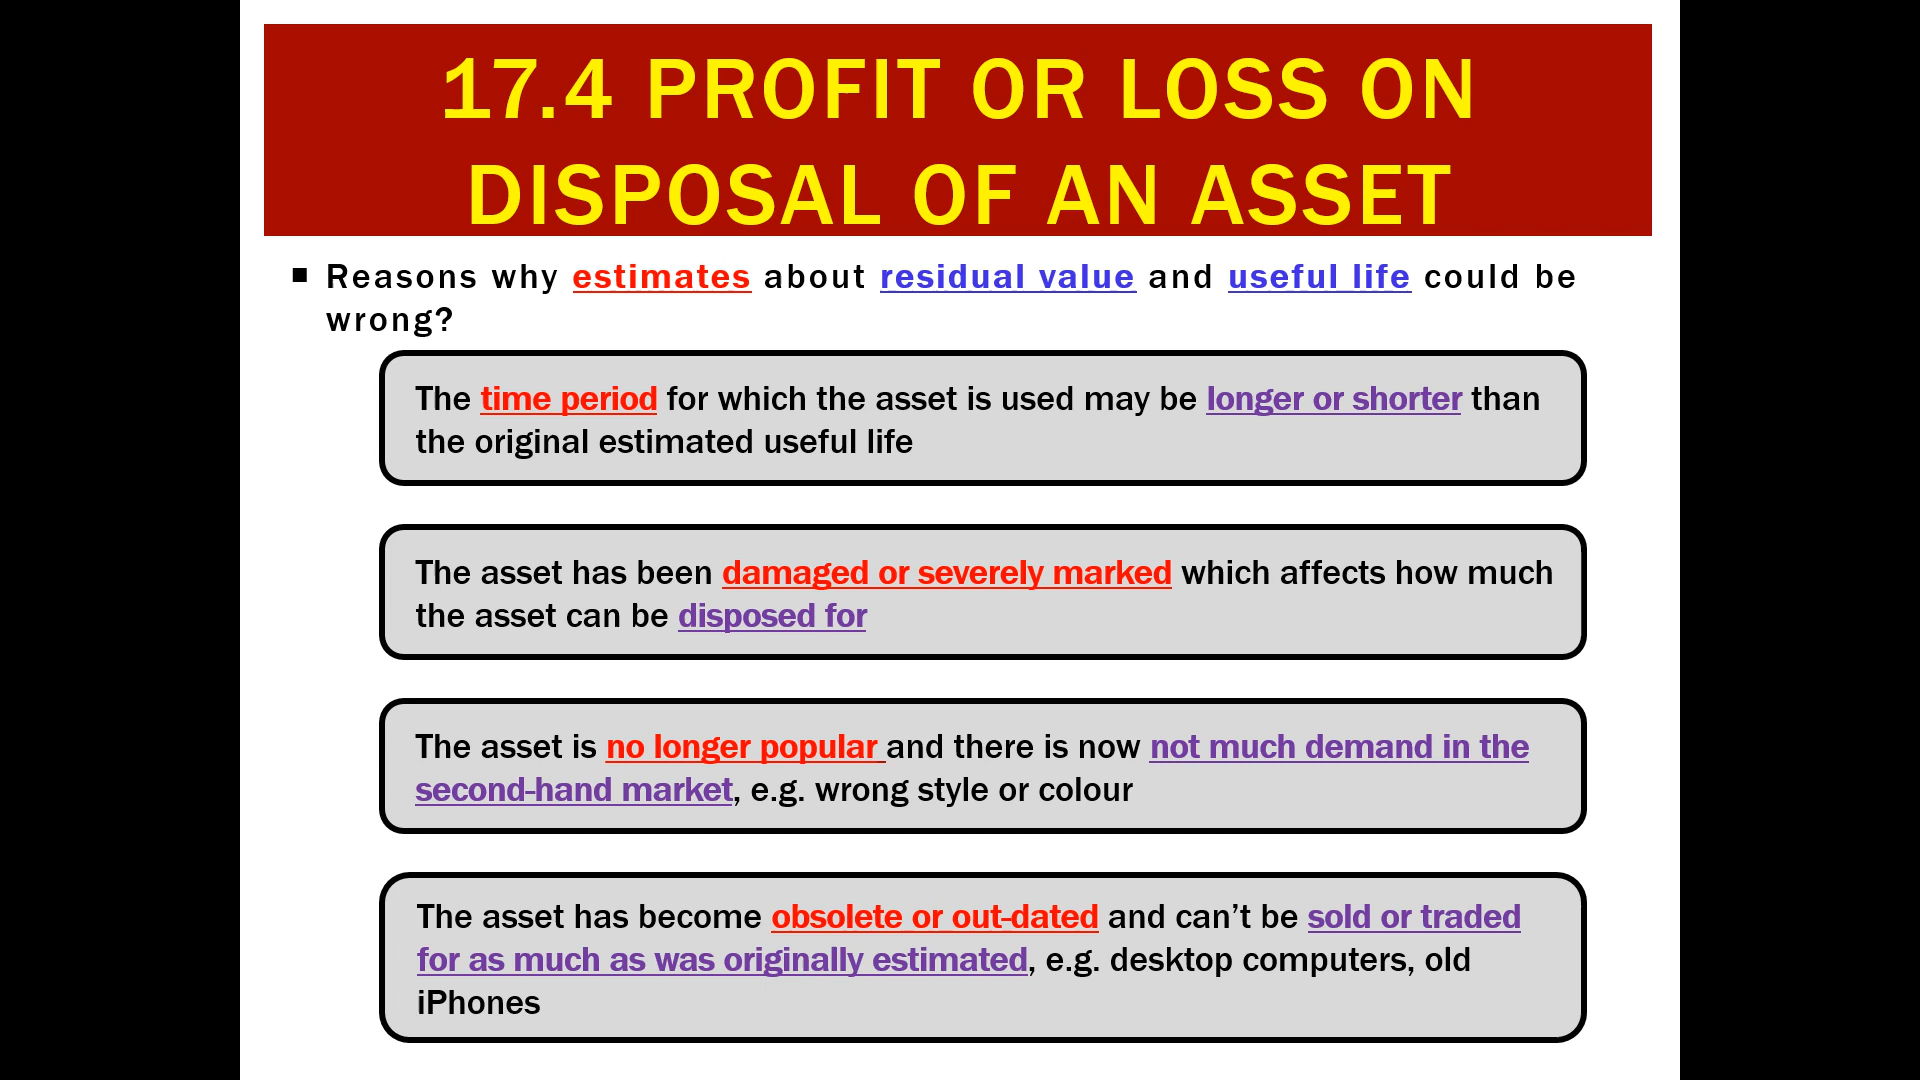 17.4 PROFIT OR LOSS ON
DISPOSAL OF AN ASSET
▪ Reasons why estimates about residual value and useful life could be
wrong?
The time period for which the asset is used may be longer or shorter than
the original estimated useful life
The asset has been damaged or severely marked which affects how much
the asset can be disposed for
The asset is no longer popular and there is now not much demand in the
second-hand market, e.g. wrong style or colour
The asset has become obsolete or out-dated and can’t be sold or traded
for as much as was originally estimated, e.g. desktop computers, old
iPhones